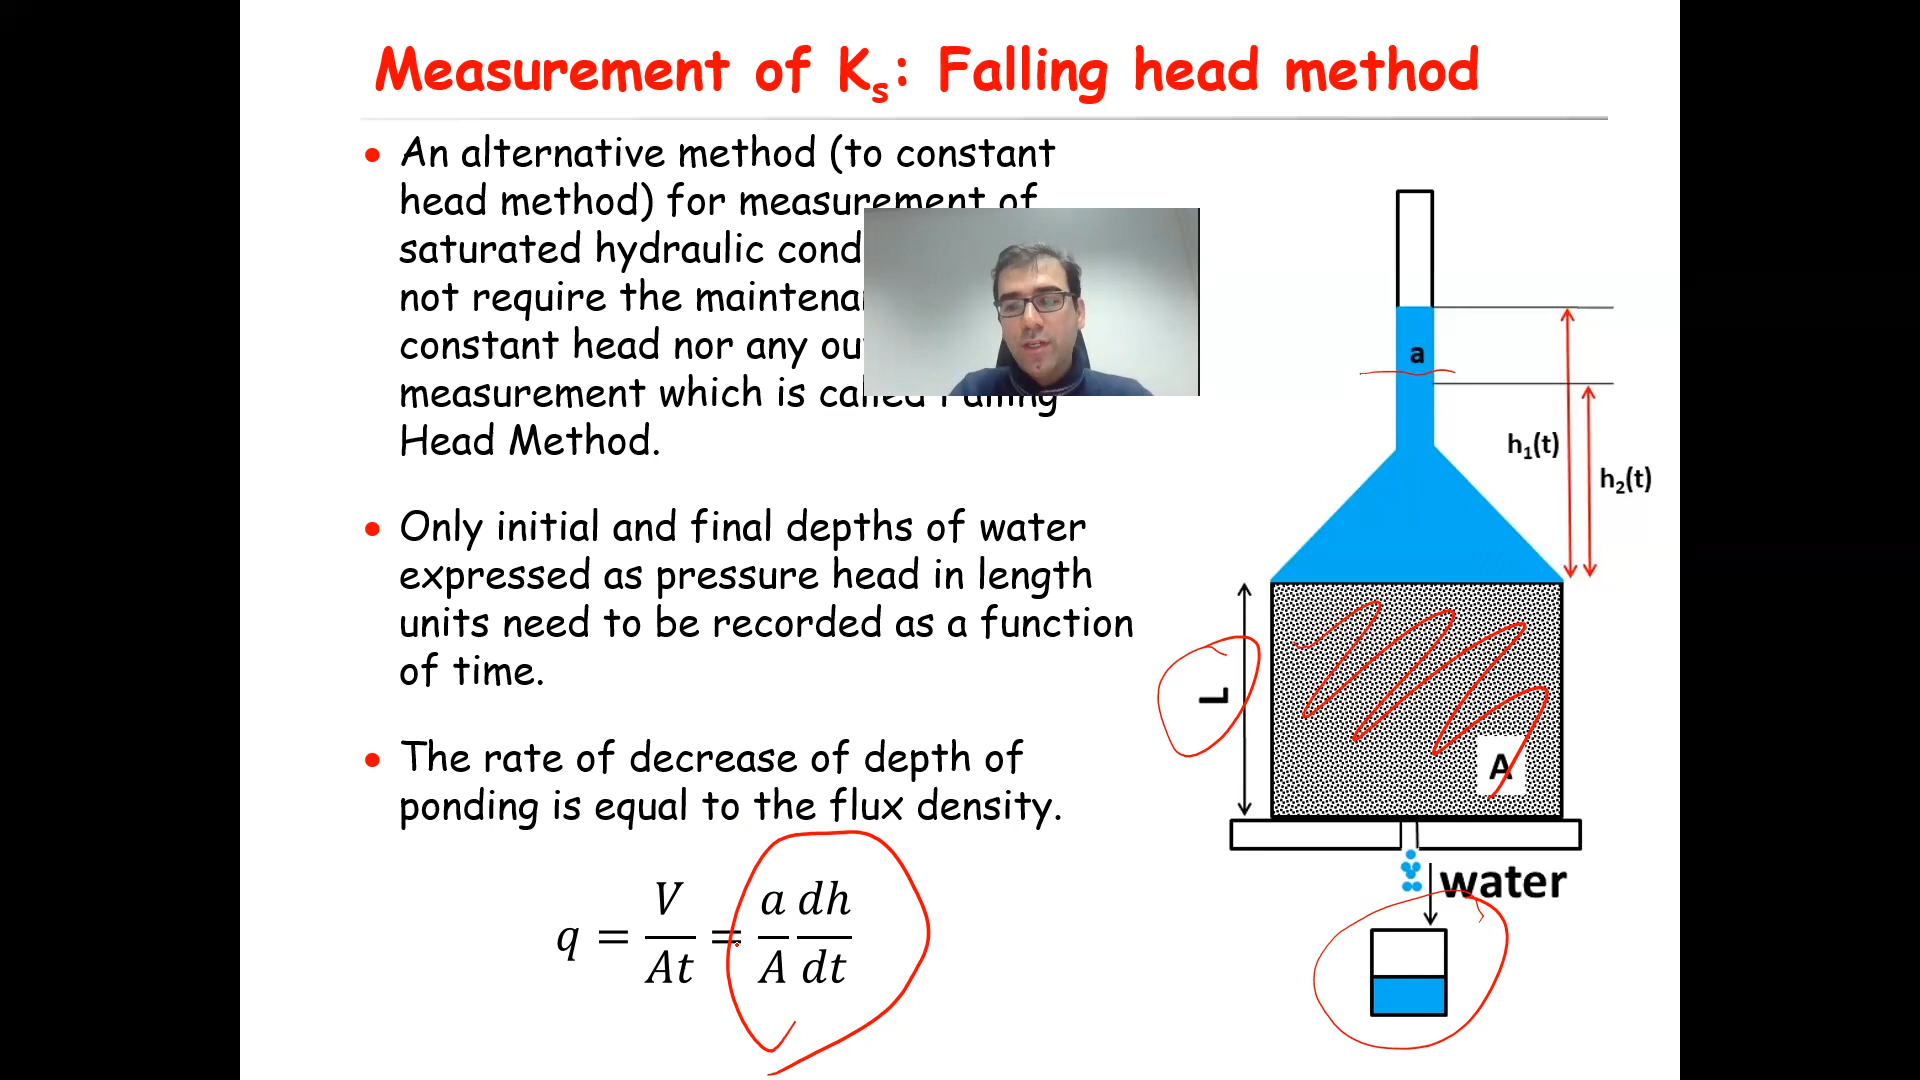 Measurement of Ks: Falling head method
An alternative method (to constant
head method) for measurement of
saturated hydraulic
not require the
constant head nor any
measurement which is called Falling
Head Method.
Only initial and final depths of water
expressed as pressure head in length
units need to be recorded as a function
of time.
The rate of decrease of depth of
ponding is equal to the flux density.
q = V/At = a/A dh/dt
a
h1(t)
h2(t)
L
A
water